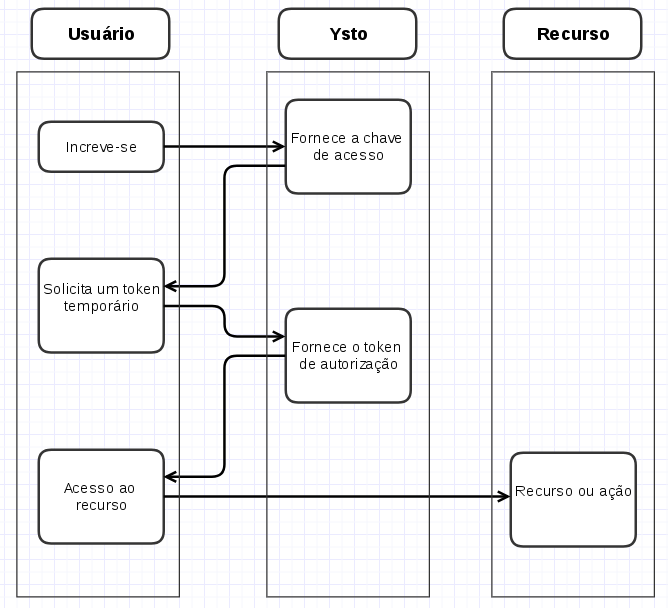 Usuário
Ysto
Recurso
Increve-se
Fornece a chave
de acesso
Solicita um token
temporário
Fornece o token
de autorização
Acesso ao
recurso
Recurso ou ação